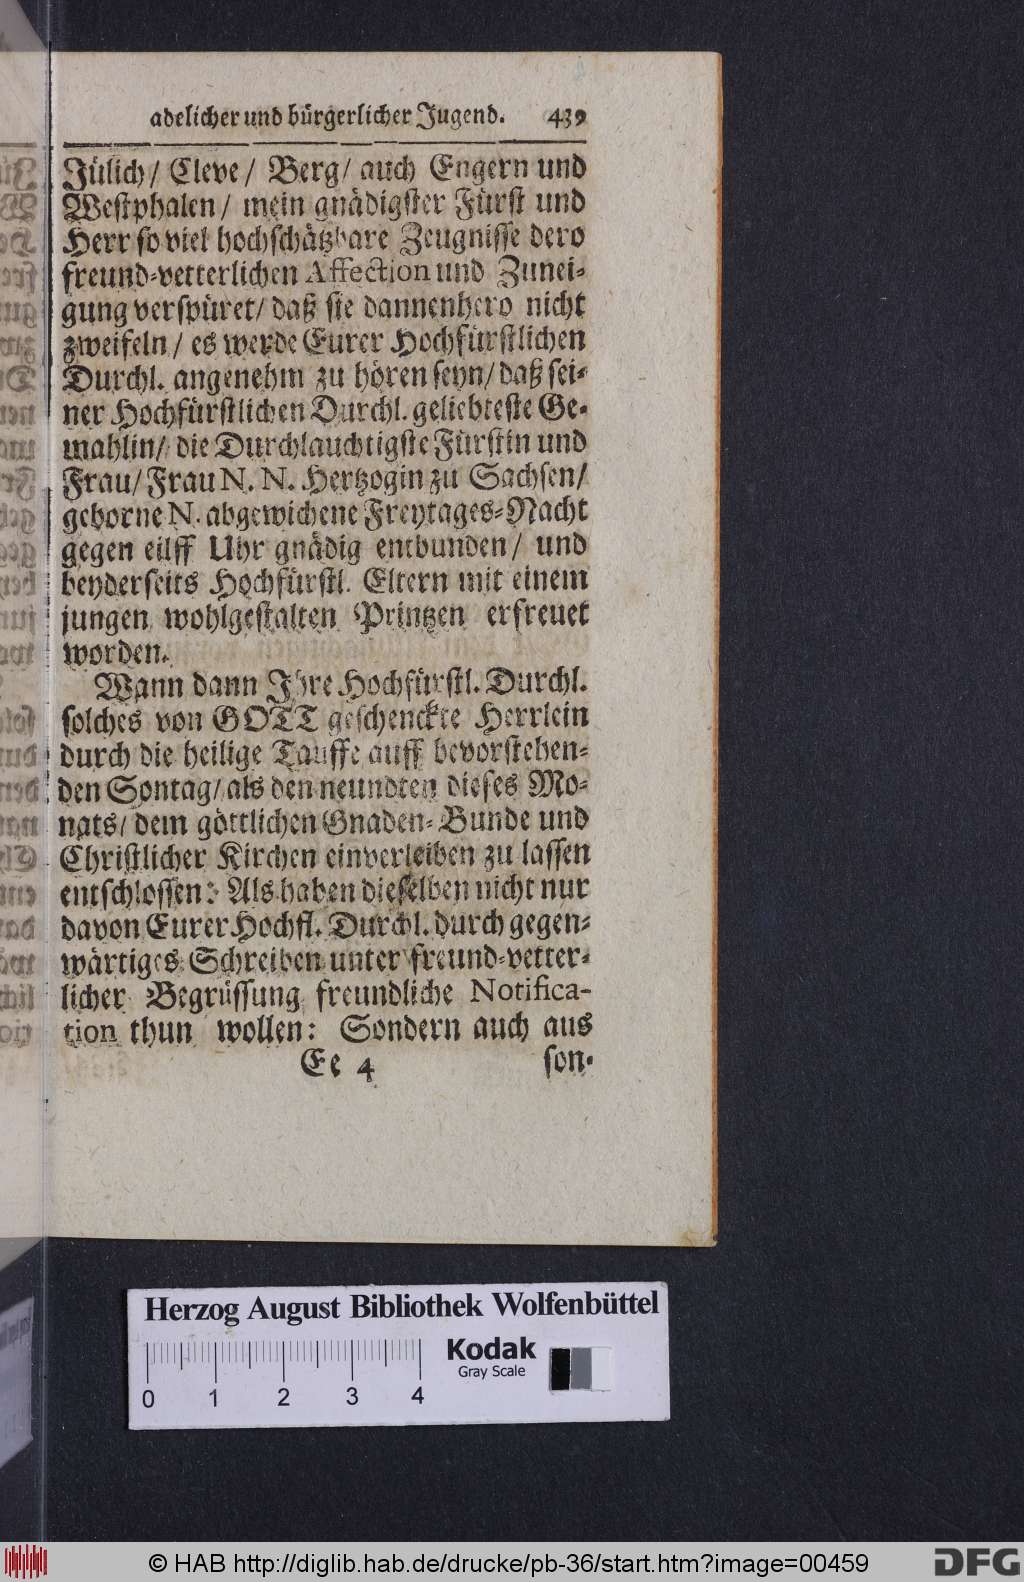 adelicher und bürgerlicher Jugend. 439
Jülich/ Cleve/ Berg/ auch Engern und
Westphalen/ mein gnädigster Fürst und
Herr so viel hochschätzbare Zeugnisse dero
freund-vetterlichen Affection und Zunei-
gung verspüret/ daß sie dannenhero nicht
zweifeln/ es werde Eurer Hochfürstlichen
Durchl. angenehm zu hören seyn/ daß sei-
ner Hochfürstlichen Durchl. geliebteste Ge-
mahlin/ die Durchlauchtigste Fürstin und
Frau/ Frau N. N. Hertzogin zu Sachsen/
geborne N. abgewichene Freytages-Nacht
gegen eilff Uhr gnädig entbunden/ und
beyderseits Hochfürstl. Eltern mit einem
jungen wohlgestalten Printzen erfreuet
worden.
Wann dann Ihre Hochfürstl. Durchl.
solches von GOTT geschenckte Herrlein
durch die heilige Tauffe auff bevorstehen-
den Sontag/ als den neundten dieses Mo-
nats/ dem göttlichen Gnaden-Bunde und
Christlicher Kirchen einverleiben zu lassen
entschlossen: Als haben dieselben nicht nur
davon Eurer Hochfl. Durchl. durch gegen-
wärtiges Schreiben unter freund-vetter-
licher Begrüssung freundliche Notifica-
tion thun wollen: Sondern auch aus
Ee 4 son-
Herzog August Bibliothek Wolfenbüttel
Kodak
Gray Scale
0 1 2 3 4
© HAB http://diglib.hab.de/drucke/pb-36/start.htm?image=00459
DFG